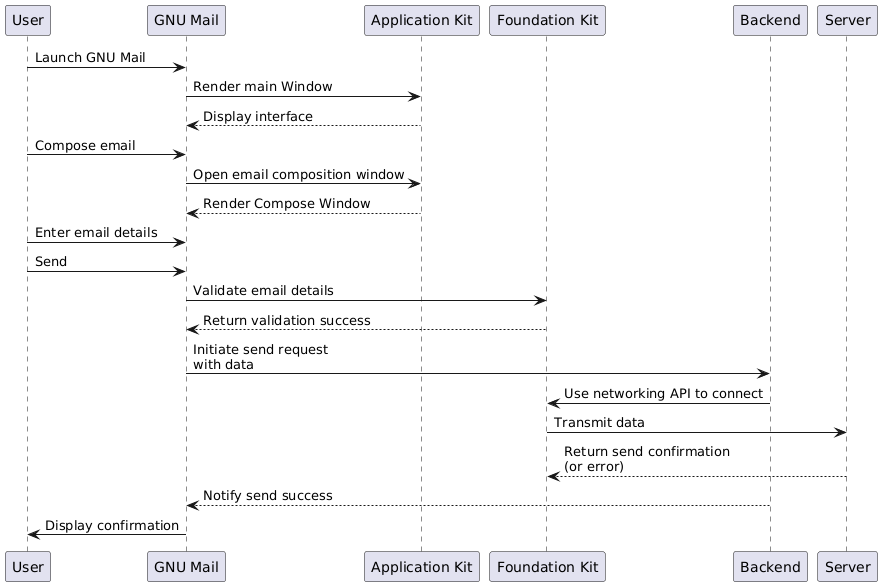 User GNU Mail Application Kit Foundation Kit Backend Server
Launch GNU Mail
Render main Window
Display interface
Compose email
Open email composition window
Render Compose Window
Enter email details
Send
Validate email details
Return validation success
Initiate send request
with data
Use networking API to connect
Transmit data
Return send confirmation
(or error)
Notify send success
Display confirmation
User GNU Mail Application Kit Foundation Kit Backend Server